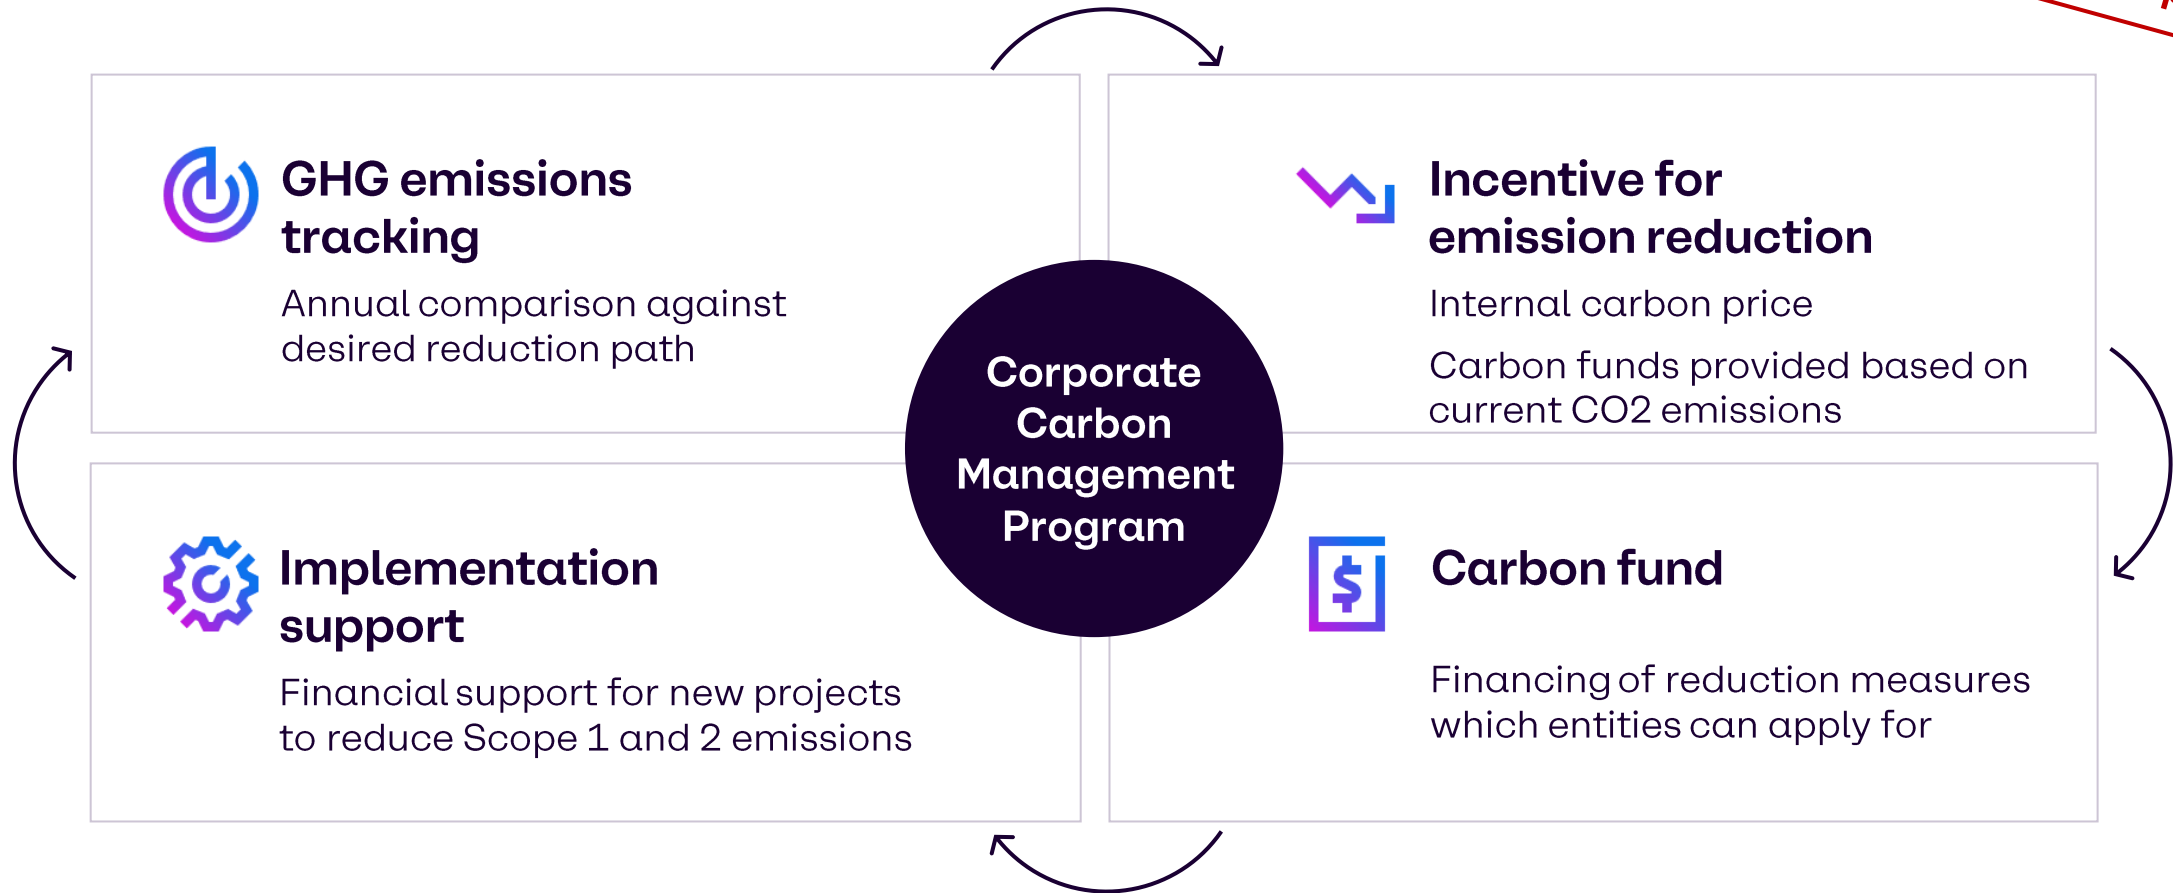 GHG emissions
tracking
Annual comparison against
desired reduction path
Incentive for
emission reduction
Internal carbon price
Carbon funds provided based on
current CO2 emissions
Corporate
Carbon
Management
Program
Implementation
support
Financial support for new projects
to reduce Scope 1 and 2 emissions
Carbon fund
Financing of reduction measures
which entities can apply for